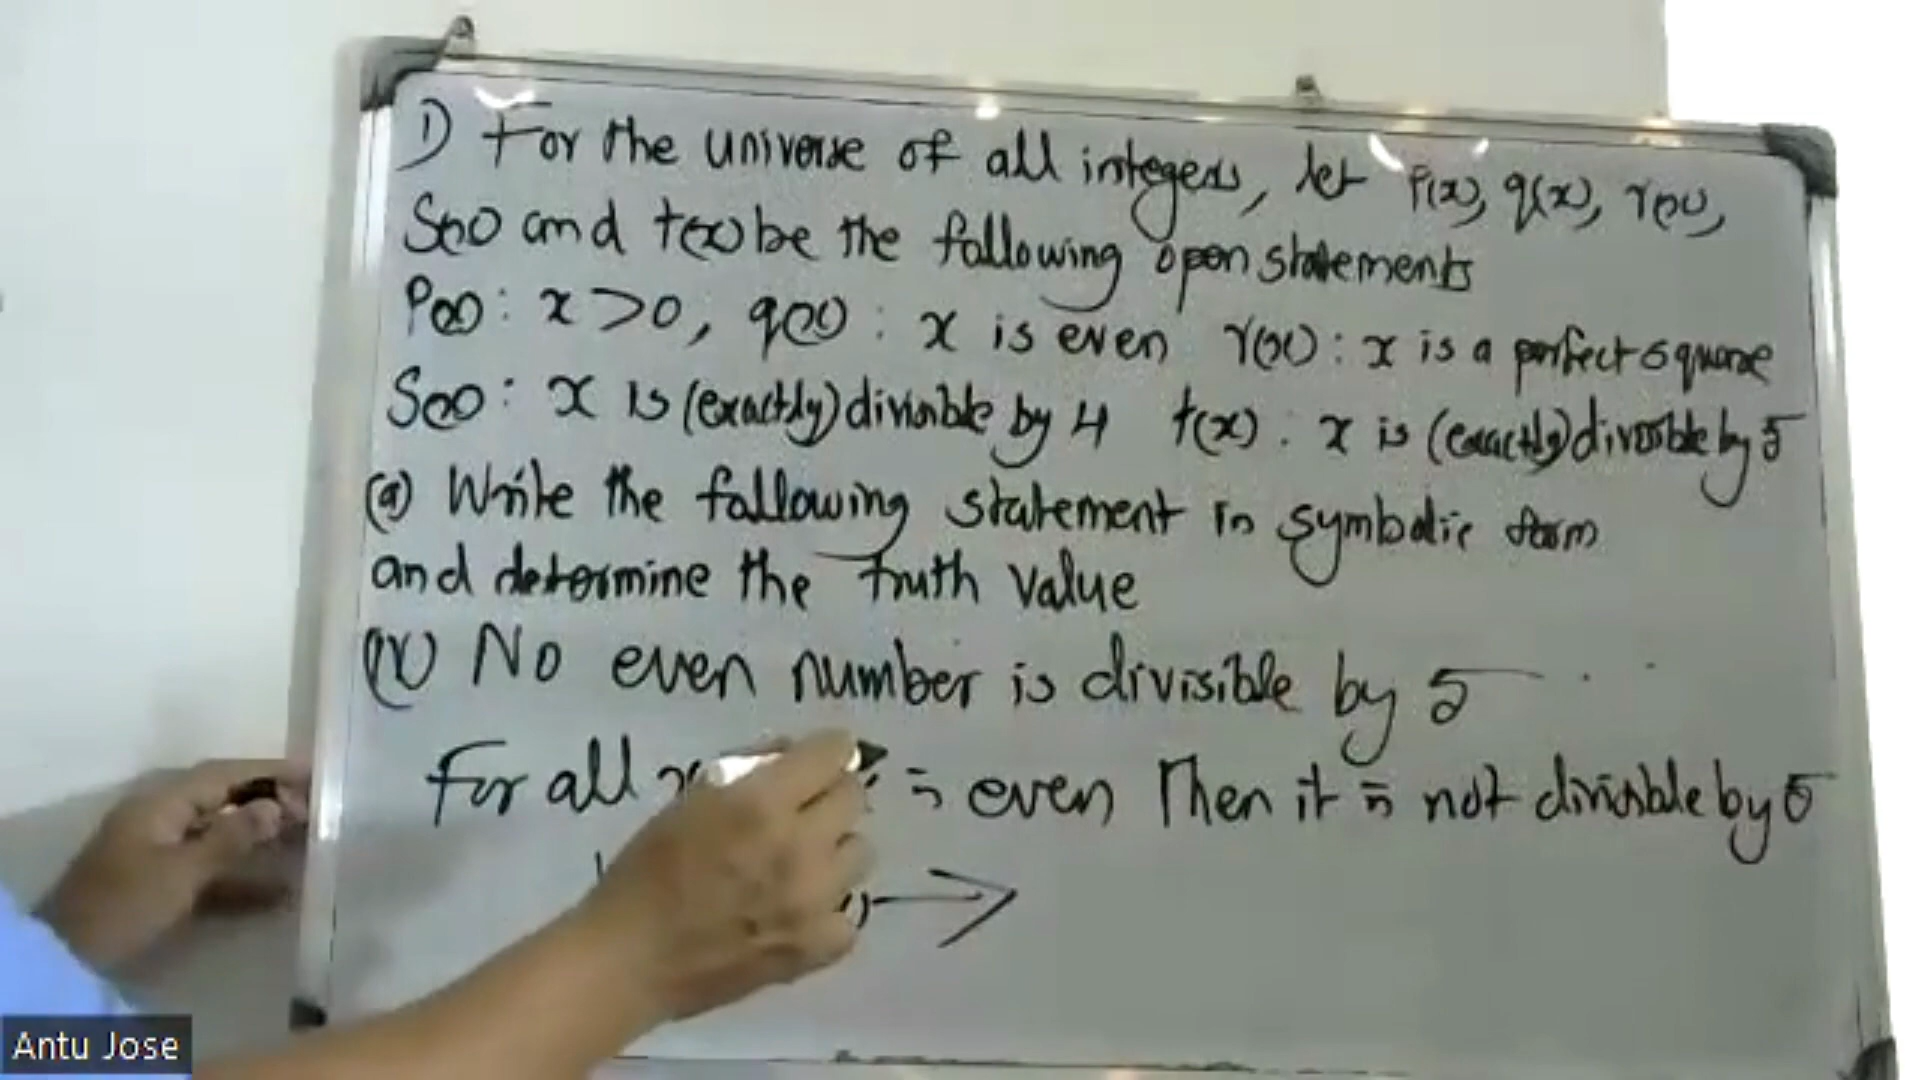 1) For the universe of all integers, let P(x), q(x), r(x),
S(x) and t(x) be the following open statements
P(x) : x > 0, q(x) : x is even r(x) : x is a perfect square
S(x) : x is (exactly) divisible by 4 t(x) : x is (exactly) divisible by 5
(a) Write the following statement in symbolic form
and determine the truth value
No even number is divisible by 5
For all x is even Then it is not divisible by 5
→
Antu Jose